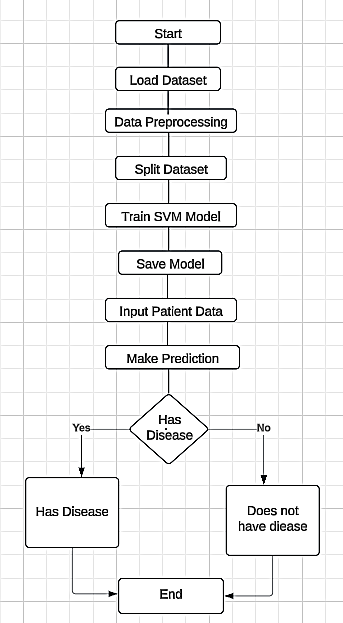 Start
Load Dataset
Data Preprocessing
Split Dataset
Train SVM Model
Save Model
Input Patient Data
Make Prediction
Has
Disease
Yes
No
Has Disease
Does not
have diease
End